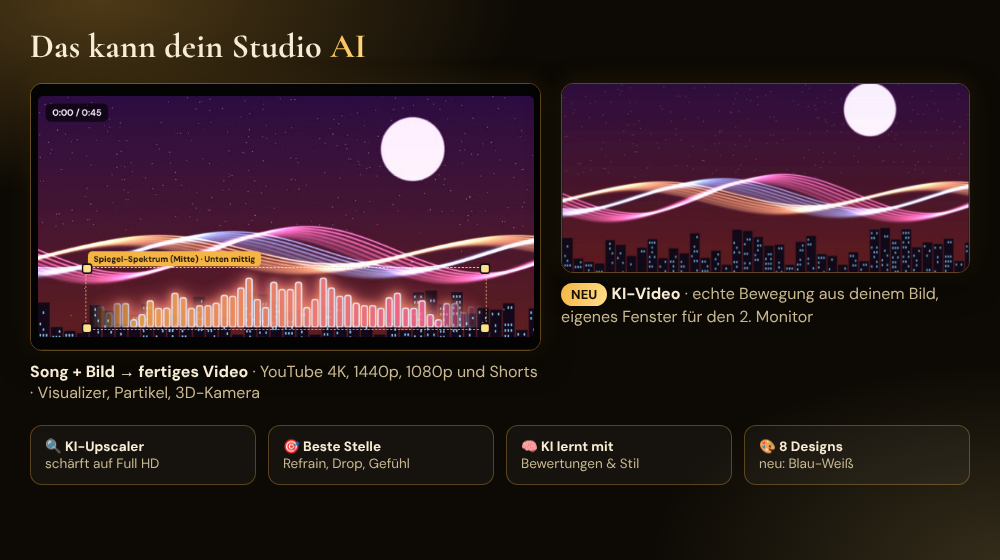 Das kann dein Studio AI
0:00 / 0:45
Spiegel-Spektrum (Mitte) · Unten mittig
Song + Bild → fertiges Video · YouTube 4K, 1440p, 1080p und Shorts
· Visualizer, Partikel, 3D-Kamera
NEU KI-Video · echte Bewegung aus deinem Bild,
eigenes Fenster für den 2. Monitor
🔍 KI-Upscaler
schärft auf Full HD
🎯 Beste Stelle
Refrain, Drop, Gefühl
🧠 KI lernt mit
Bewertungen & Stil
🎨 8 Designs
neu: Blau-Weiß